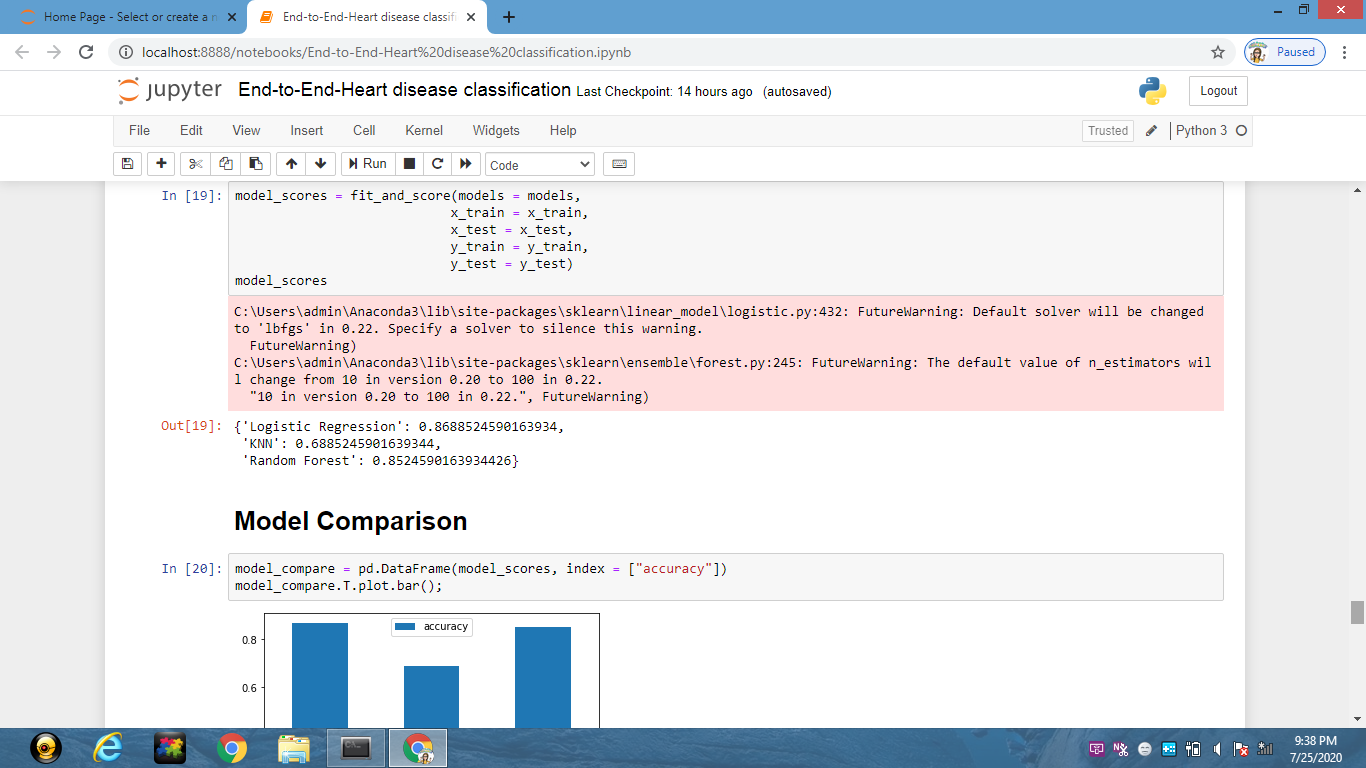 Home Page - Select or create a n
End-to-End-Heart disease classifi
localhost:8888/notebooks/End-to-End-Heart%20disease%20classification.ipynb
Paused
jupyter End-to-End-Heart disease classification Last Checkpoint: 14 hours ago (autosaved)
Logout
File Edit View Insert Cell Kernel Widgets Help
Trusted Python 3
Run Code
In [19]: model_scores = fit_and_score(models = models,
x_train = x_train,
x_test = x_test,
y_train = y_train,
y_test = y_test)
model_scores
C:\Users\admin\Anaconda3\lib\site-packages\sklearn\linear_model\logistic.py:432: FutureWarning: Default solver will be changed
to 'lbfgs' in 0.22. Specify a solver to silence this warning.
FutureWarning)
C:\Users\admin\Anaconda3\lib\site-packages\sklearn\ensemble\forest.py:245: FutureWarning: The default value of n_estimators wil
l change from 10 in version 0.20 to 100 in 0.22.
"10 in version 0.20 to 100 in 0.22.", FutureWarning)
Out[19]: {'Logistic Regression': 0.8688524590163934,
'KNN': 0.6885245901639344,
'Random Forest': 0.8524590163934426}
Model Comparison
In [20]: model_compare = pd.DataFrame(model_scores, index = ["accuracy"])
model_compare.T.plot.bar();
accuracy
0.8
0.6
9:38 PM
7/25/2020